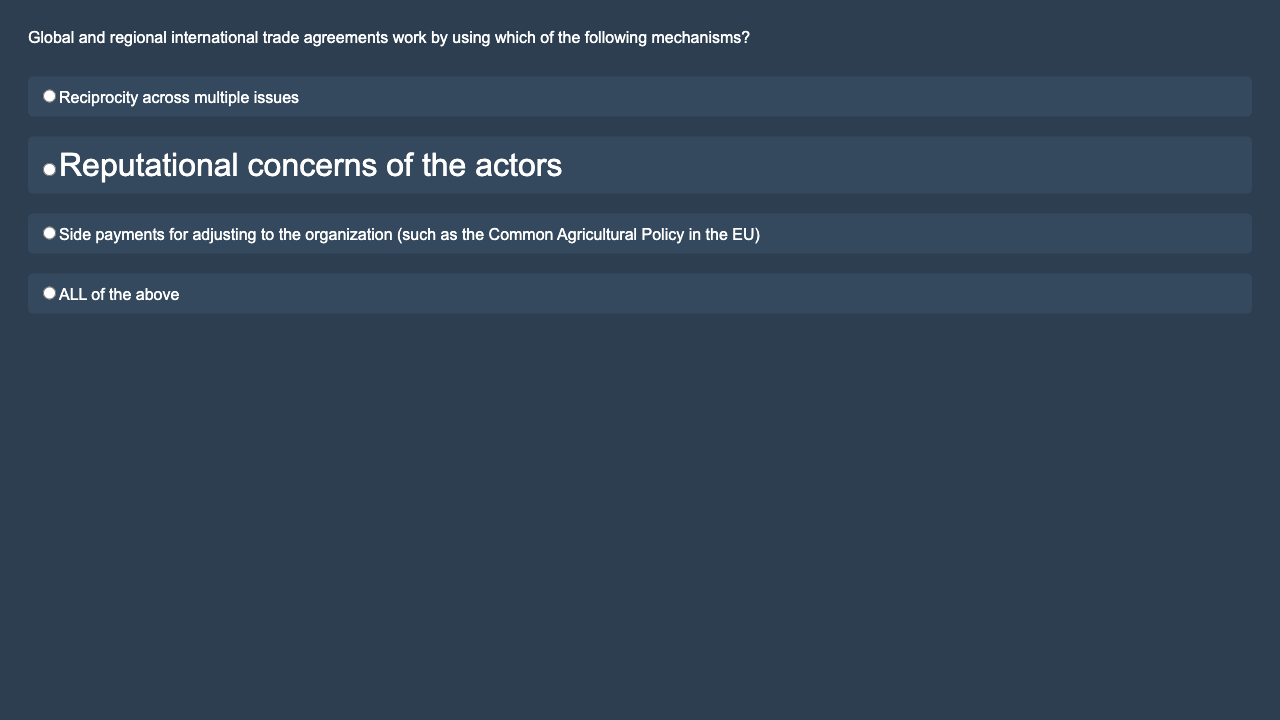 Global and regional international trade agreements work by using which of the following mechanisms?
Reciprocity across multiple issues
Reputational concerns of the actors
Side payments for adjusting to the organization (such as the Common Agricultural Policy in the EU)
ALL of the above